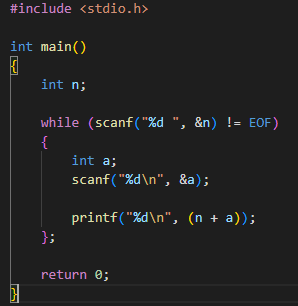 #include <stdio.h>
int main()
{
int n;
while (scanf("%d ", &n) != EOF)
{
int a;
scanf("%d\n", &a);
printf("%d\n", (n + a));
};
return 0;
}